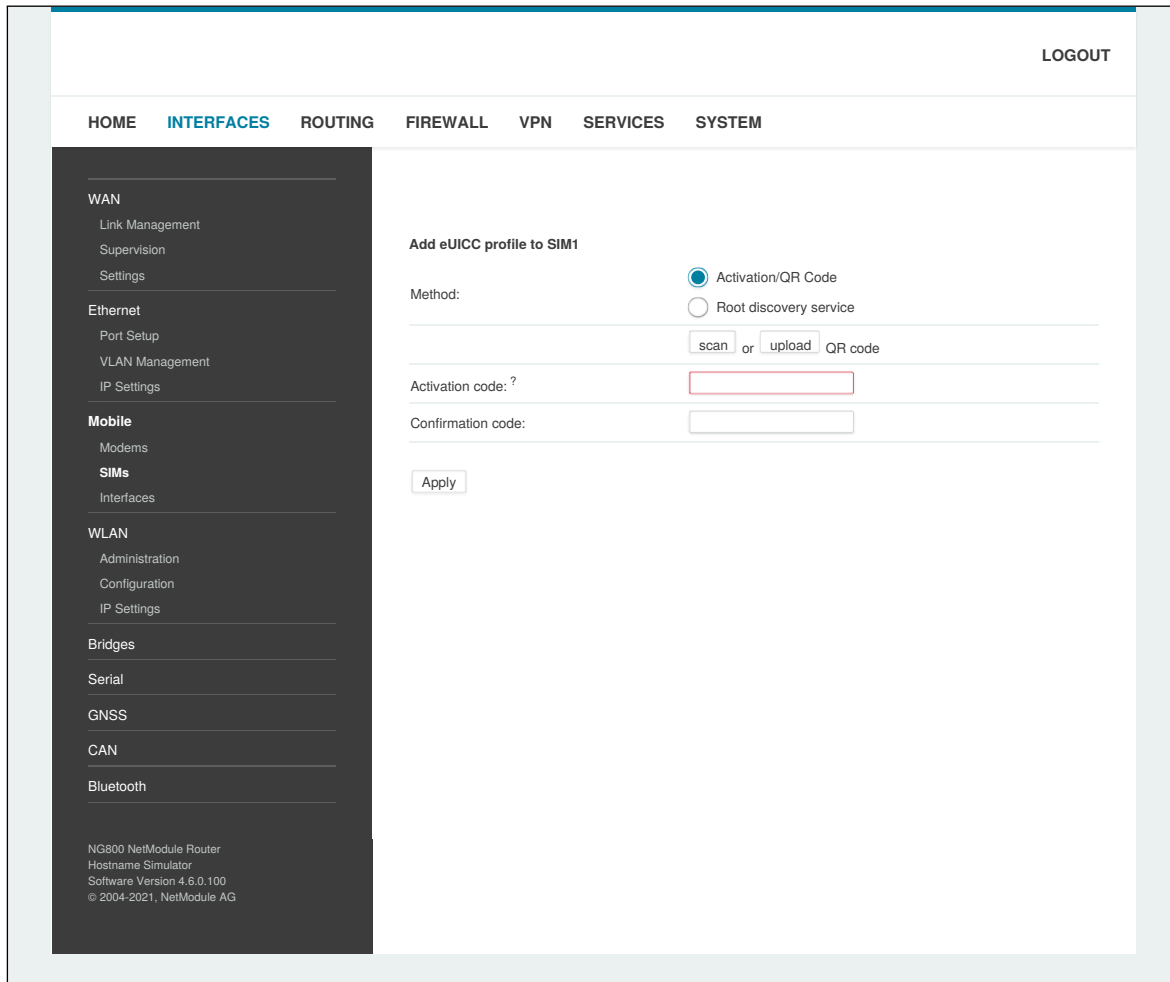 LOGOUT
HOME INTERFACES ROUTING FIREWALL VPN SERVICES SYSTEM
WAN
Link Management
Supervision
Settings
Ethernet
Port Setup
VLAN Management
IP Settings
Mobile
Modems
SIMs
Interfaces
WLAN
Administration
Configuration
IP Settings
Bridges
Serial
GNSS
CAN
Bluetooth
NG800 NetModule Router
Hostname Simulator
Software Version 4.6.0.100
© 2004-2021, NetModule AG
Add eUICC profile to SIM1
Method:
Activation/QR Code
Root discovery service
scan or upload QR code
Activation code: ?
Confirmation code:
Apply